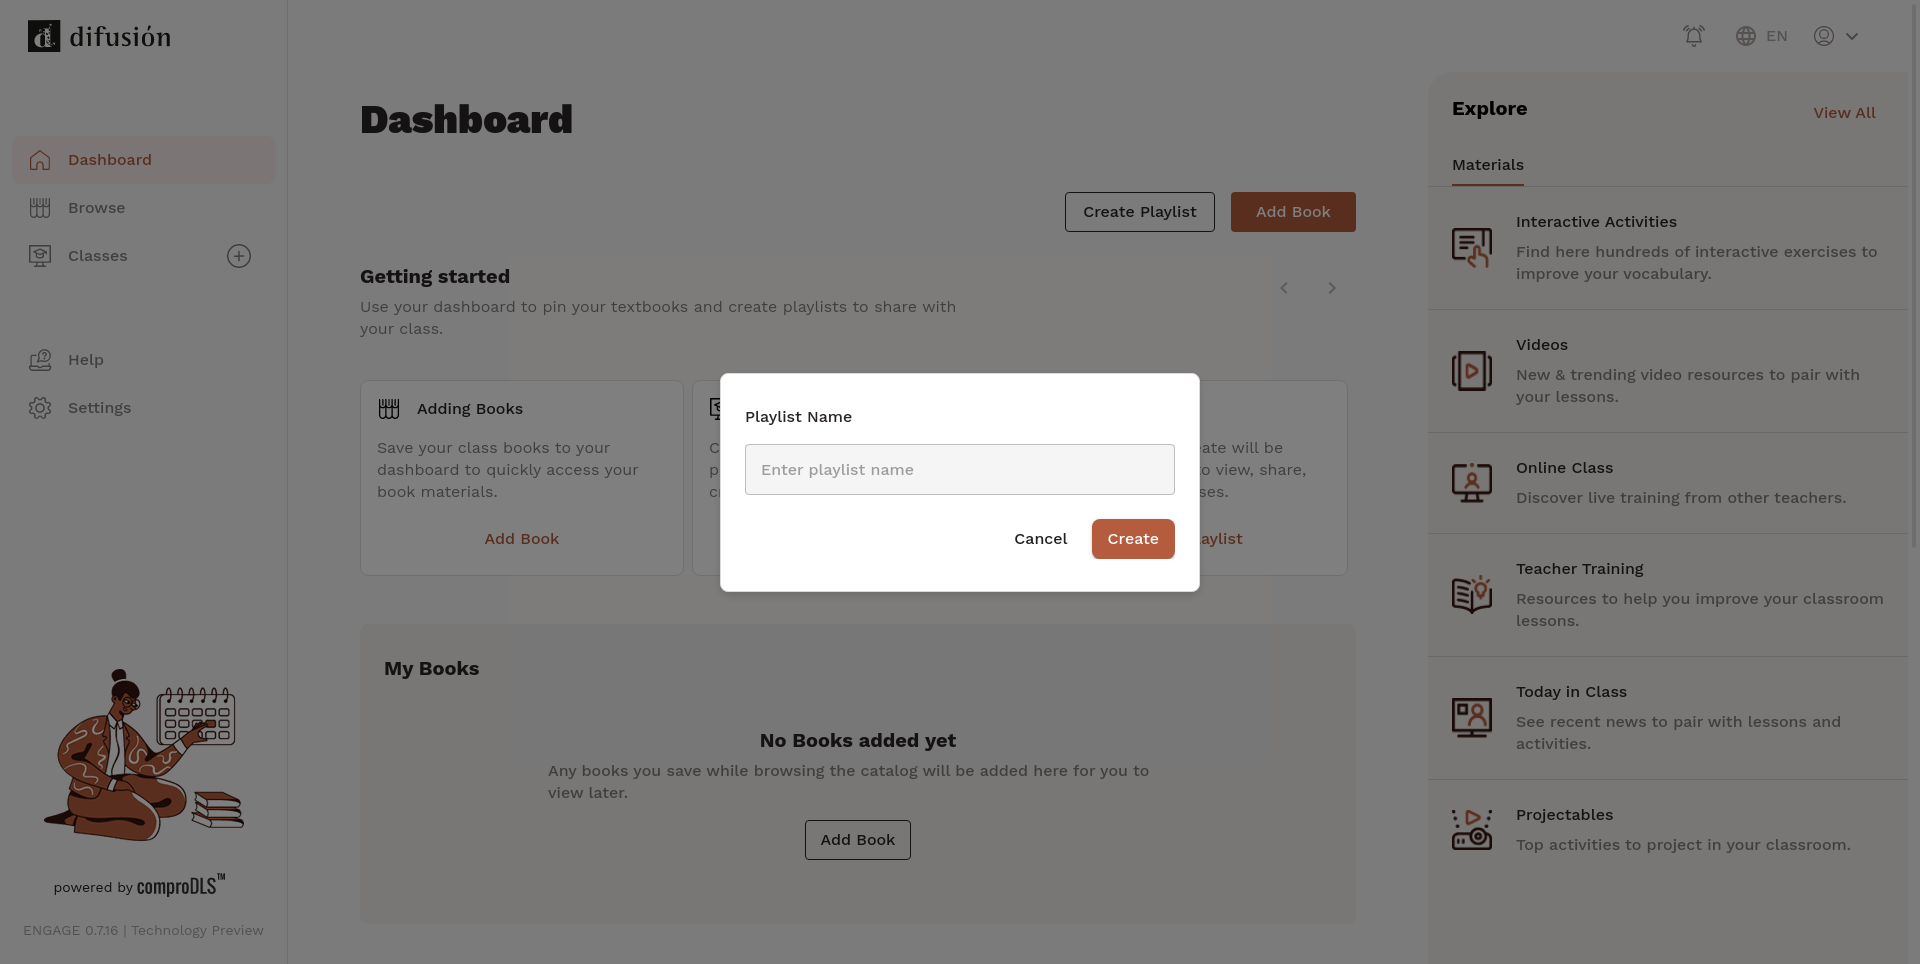 difusión
EN
Dashboard
Browse
Classes
Help
Settings
powered by comproDLS™
ENGAGE 0.7.16 | Technology Preview
Dashboard
Create Playlist
Add Book
Getting started
Use your dashboard to pin your textbooks and create playlists to share with
your class.
Adding Books
Save your class books to your
dashboard to quickly access your
book materials.
Add Book
eate will be
o view, share,
ses.
aylist
Playlist Name
Enter playlist name
Cancel
Create
My Books
No Books added yet
Any books you save while browsing the catalog will be added here for you to
view later.
Add Book
Explore
View All
Materials
Interactive Activities
Find here hundreds of interactive exercises to
improve your vocabulary.
Videos
New & trending video resources to pair with
your lessons.
Online Class
Discover live training from other teachers.
Teacher Training
Resources to help you improve your classroom
lessons.
Today in Class
See recent news to pair with lessons and
activities.
Projectables
Top activities to project in your classroom.